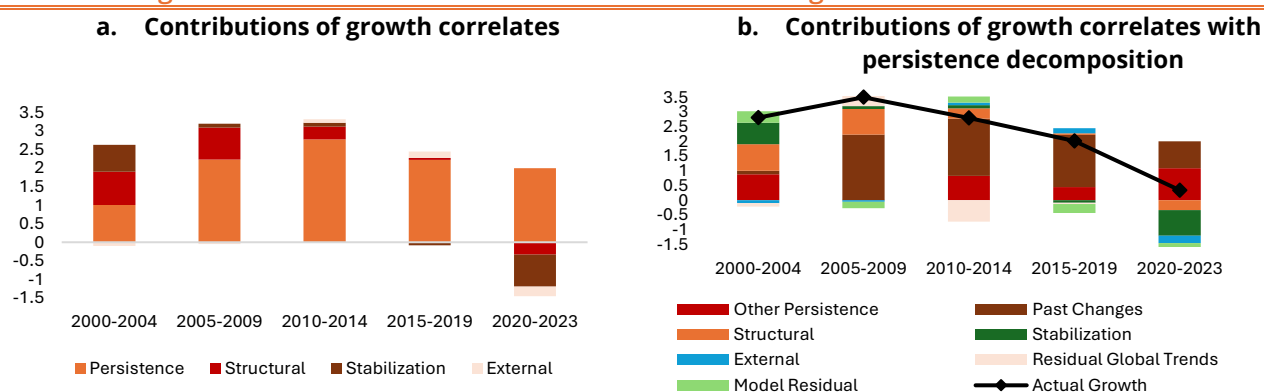 a. Contributions of growth correlates
3.5
3
2.5
2
1.5
1
0.5
0
-0.5
-1
-1.5
2000-2004 2005-2009 2010-2014 2015-2019 2020-2023
Persistence Structural Stabilization External
b. Contributions of growth correlates with
persistence decomposition
3.5
3
2.5
2
1.5
1
0.5
0
-0.5
-1
-1.5
2000-2004 2005-2009 2010-2014 2015-2019 2020-2023
Other Persistence Past Changes
Structural Stabilization
External Residual Global Trends
Model Residual Actual Growth